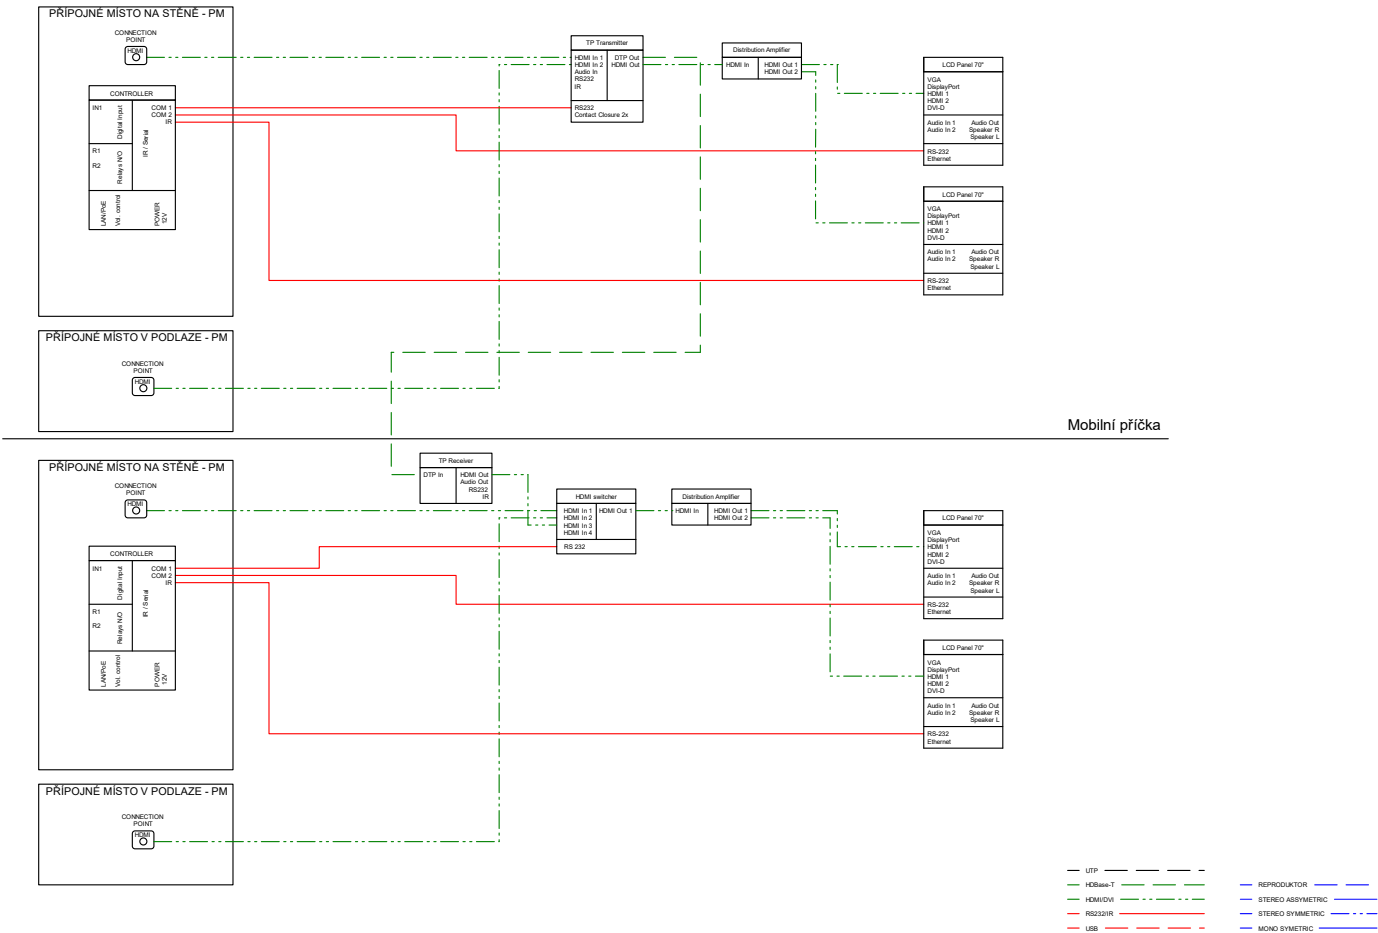 PŘÍPOJNÉ MÍSTO NA STĚNĚ - PM
CONNECTION
POINT
HDMI
CONTROLLER
IN1
Digital Input
COM 1
COM 2
IR
IR / Serial
R1
R2
Relays N/O
LAN/PoE
Vol. control
POWER
12V
TP Transmitter
HDMI In 1
HDMI In 2
Audio In
RS232
IR
DTP Out
HDMI Out
RS232
Contact Closure 2x
Distribution Amplifier
HDMI In
HDMI Out 1
HDMI Out 2
LCD Panel 70"
VGA
DisplayPort
HDMI 1
HDMI 2
DVI-D
Audio In 1 Audio Out
Audio In 2 Speaker R
Speaker L
RS-232
Ethernet
LCD Panel 70"
VGA
DisplayPort
HDMI 1
HDMI 2
DVI-D
Audio In 1 Audio Out
Audio In 2 Speaker R
Speaker L
RS-232
Ethernet
PŘÍPOJNÉ MÍSTO V PODLAZE - PM
CONNECTION
POINT
HDMI
Mobilní příčka
PŘÍPOJNÉ MÍSTO NA STĚNĚ - PM
CONNECTION
POINT
HDMI
CONTROLLER
IN1
Digital Input
COM 1
COM 2
IR
IR / Serial
R1
R2
Relays N/O
LAN/PoE
Vol. control
POWER
12V
TP Receiver
DTP In
HDMI Out
Audio Out
RS232
IR
HDMI switcher
HDMI In 1
HDMI In 2
HDMI In 3
HDMI In 4
HDMI Out 1
RS 232
Distribution Amplifier
HDMI In
HDMI Out 1
HDMI Out 2
LCD Panel 70"
VGA
DisplayPort
HDMI 1
HDMI 2
DVI-D
Audio In 1 Audio Out
Audio In 2 Speaker R
Speaker L
RS-232
Ethernet
LCD Panel 70"
VGA
DisplayPort
HDMI 1
HDMI 2
DVI-D
Audio In 1 Audio Out
Audio In 2 Speaker R
Speaker L
RS-232
Ethernet
PŘÍPOJNÉ MÍSTO V PODLAZE - PM
CONNECTION
POINT
HDMI
UTP
HDBase-T
HDMI/DVI
RS232/IR
USB
REPRODUKTOR
STEREO ASSYMETRIC
STEREO SYMMETRIC
MONO SYMETRIC